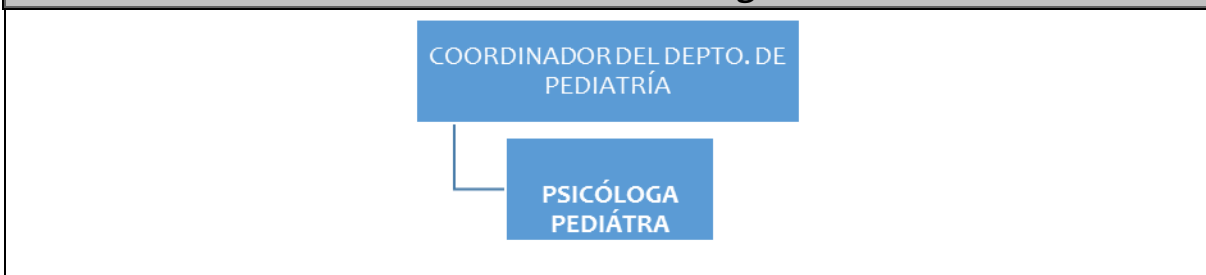 COORDINADOR DEL DEPTO. DE
PEDIATRÍA
PSICÓLOGA
PEDIÁTRA